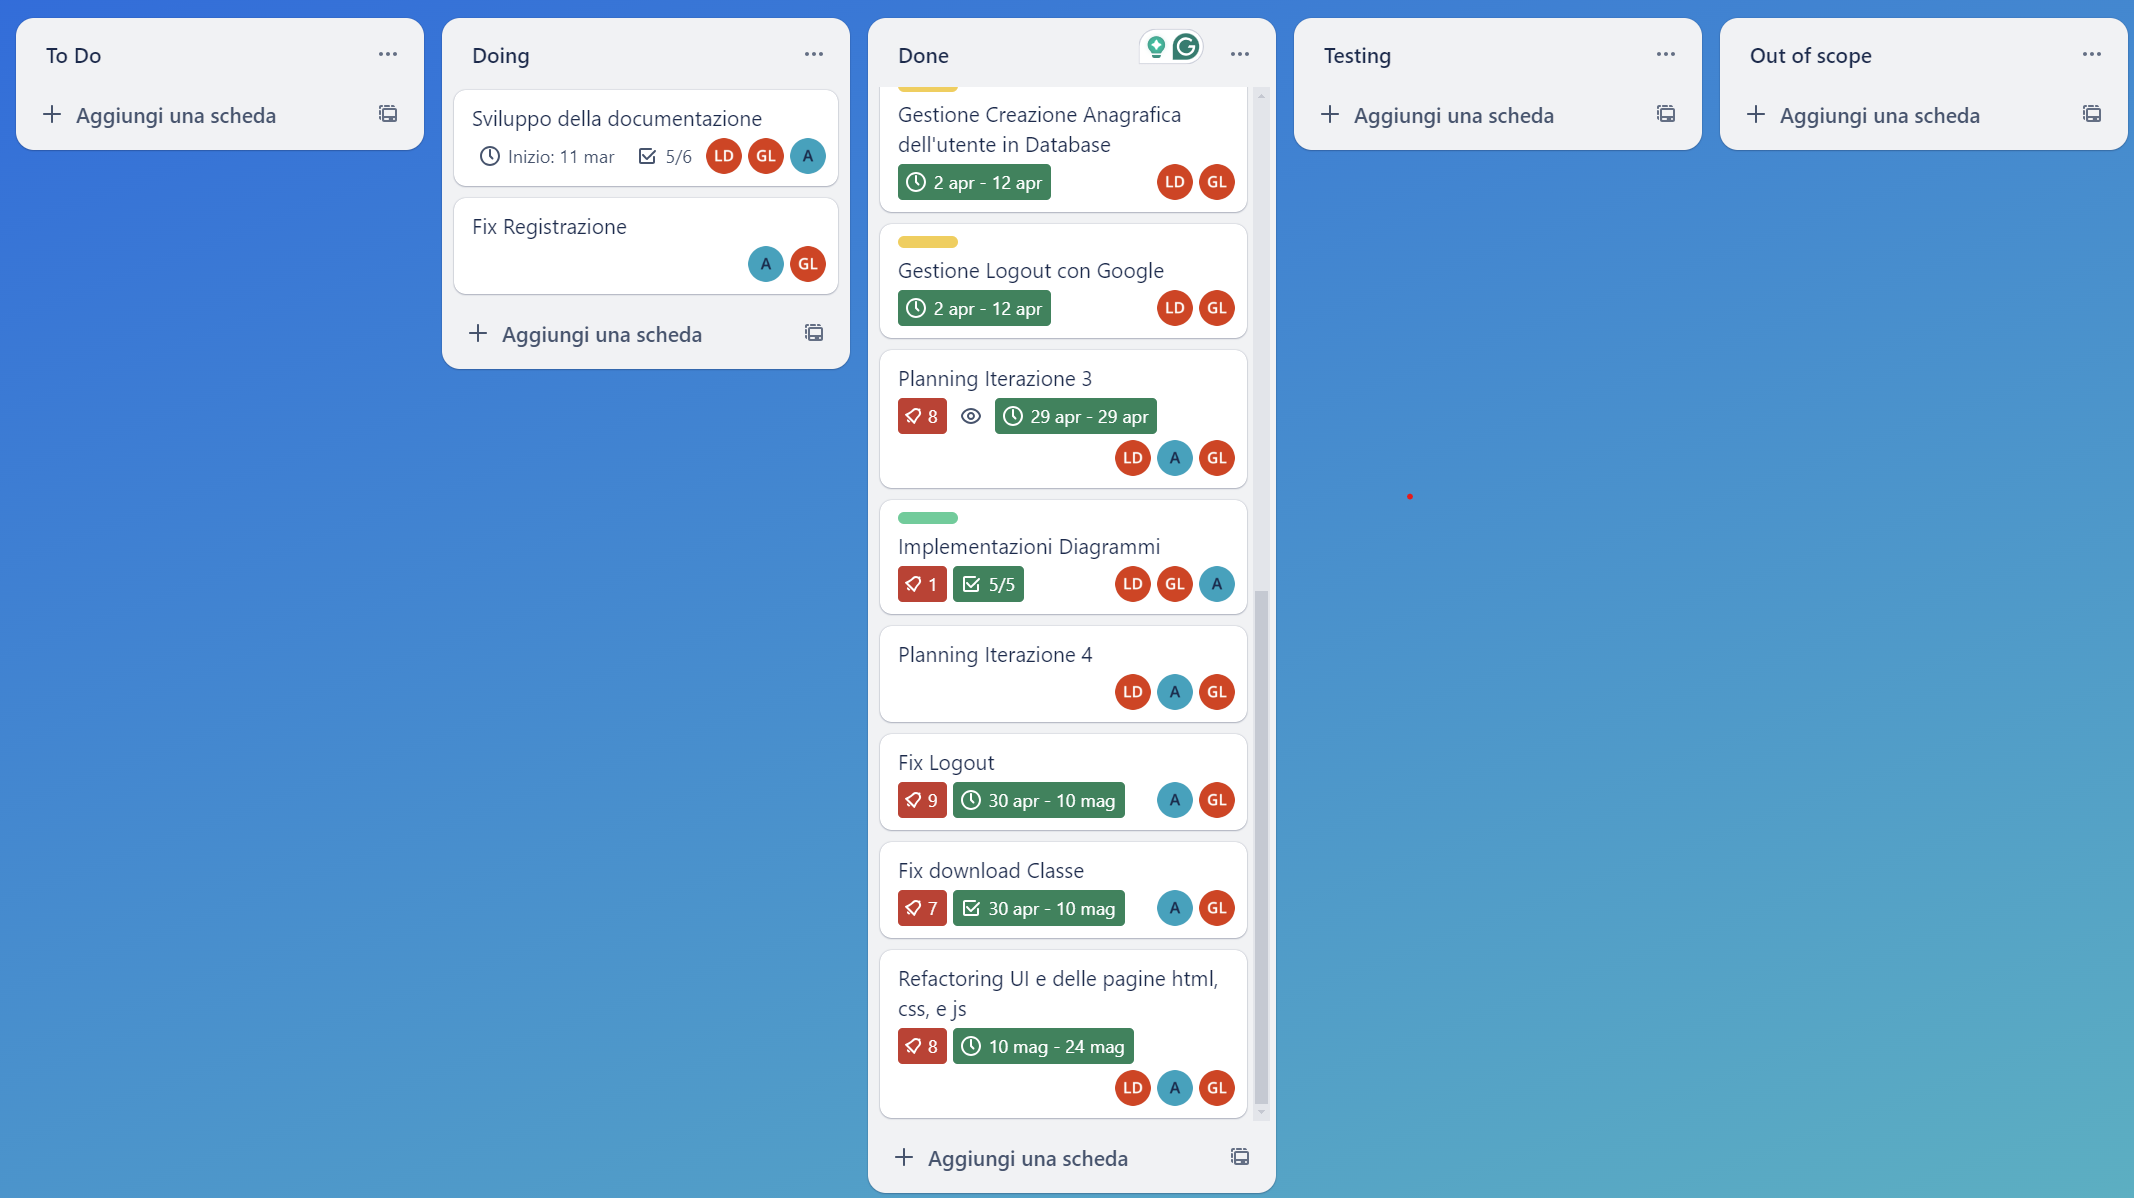 To Do
Aggiungi una scheda
Doing
Sviluppo della documentazione
Inizio: 11 mar 5/6 LD GL A
Fix Registrazione
A GL
Aggiungi una scheda
Done
Gestione Creazione Anagrafica
dell'utente in Database
2 apr - 12 apr LD GL
Gestione Logout con Google
2 apr - 12 apr LD GL
Planning Iterazione 3
8 29 apr - 29 apr
LD A GL
Implementazioni Diagrammi
1 5/5 LD GL A
Planning Iterazione 4
LD A GL
Fix Logout
9 30 apr - 10 mag A GL
Fix download Classe
7 30 apr - 10 mag A GL
Refactoring UI e delle pagine html,
css, e js
8 10 mag - 24 mag
LD A GL
Aggiungi una scheda
Testing
Aggiungi una scheda
Out of scope
Aggiungi una scheda